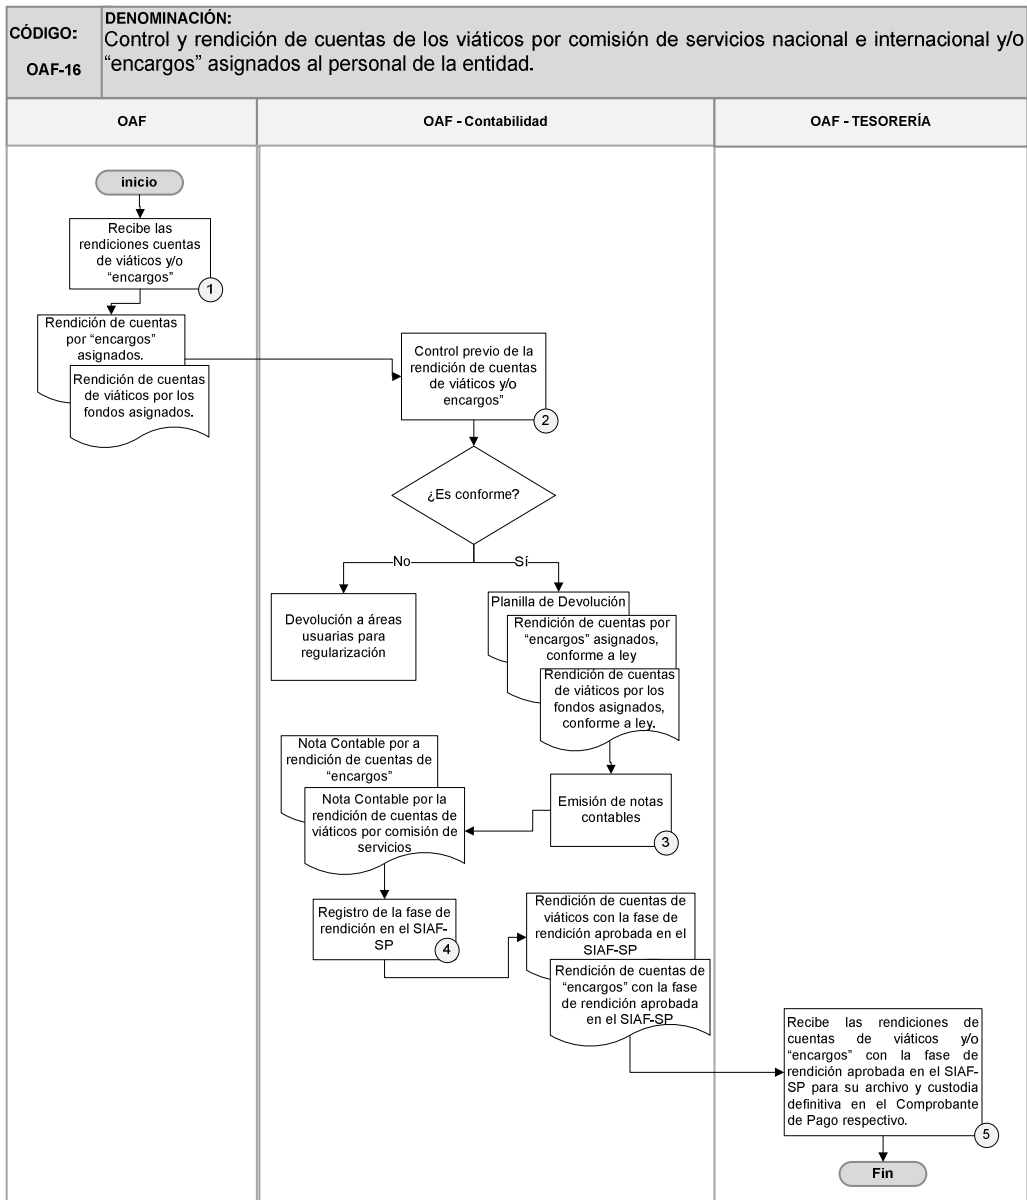 CÓDIGO:
OAF-16
DENOMINACIÓN:
Control y rendición de cuentas de los viáticos por comisión de servicios nacional e internacional y/o
“encargos” asignados al personal de la entidad.
OAF
OAF - Contabilidad
OAF - TESORERÍA
inicio
Recibe las
rendiciones cuentas
de viáticos y/o
“encargos”
1
Rendición de cuentas
por “encargos”
asignados.
Rendición de cuentas
de viáticos por los
fondos asignados.
Control previo de la
rendición de cuentas
de viáticos y/o
encargos”
2
¿Es conforme?
No
Sí
Devolución a áreas
usuarias para
regularización
Planilla de Devolución
Rendición de cuentas por
“encargos” asignados,
conforme a ley
Rendición de cuentas
de viáticos por los
fondos asignados,
conforme a ley.
Emisión de notas
contables
3
Nota Contable por a
rendición de cuentas de
“encargos”
Nota Contable por la
rendición de cuentas de
viáticos por comisión de
servicios
Registro de la fase de
rendición en el SIAF-
SP
4
Rendición de cuentas de
viáticos con la fase de
rendición aprobada en el
SIAF-SP
Rendición de cuentas de
“encargos” con la fase
de rendición aprobada
en el SIAF-SP
Recibe las rendiciones de
cuentas de viáticos y/o
“encargos” con la fase de
rendición aprobada en el SIAF-
SP para su archivo y custodia
definitiva en el Comprobante
de Pago respectivo.
5
Fin